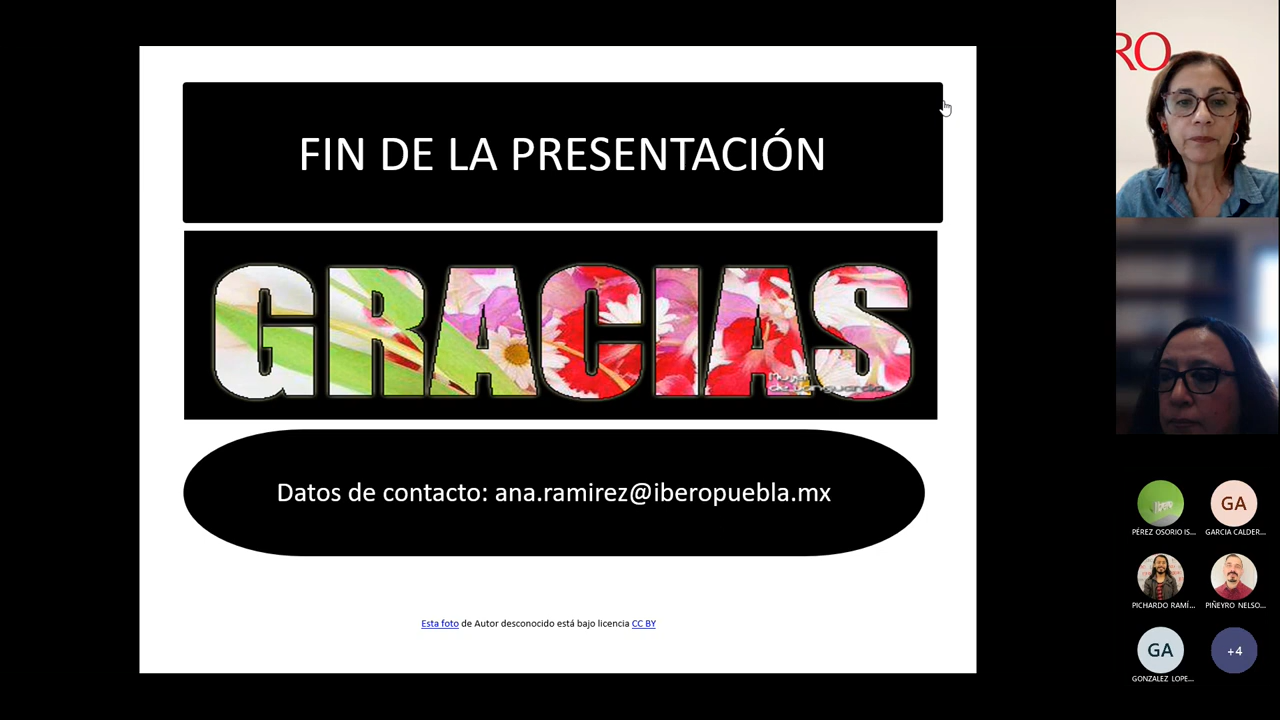 FIN DE LA PRESENTACIÓN
GRACIAS
Datos de contacto: ana.ramirez@iberopuebla.mx
Esta foto de Autor desconocido está bajo licencia CC BY
RO
PÉREZ OSORIO IS...
GA
GARCIA CALDER...
PICHARDO RAMÍ...
PIÑEYRO NELSO...
GA
GONZALEZ LOPE...
+4